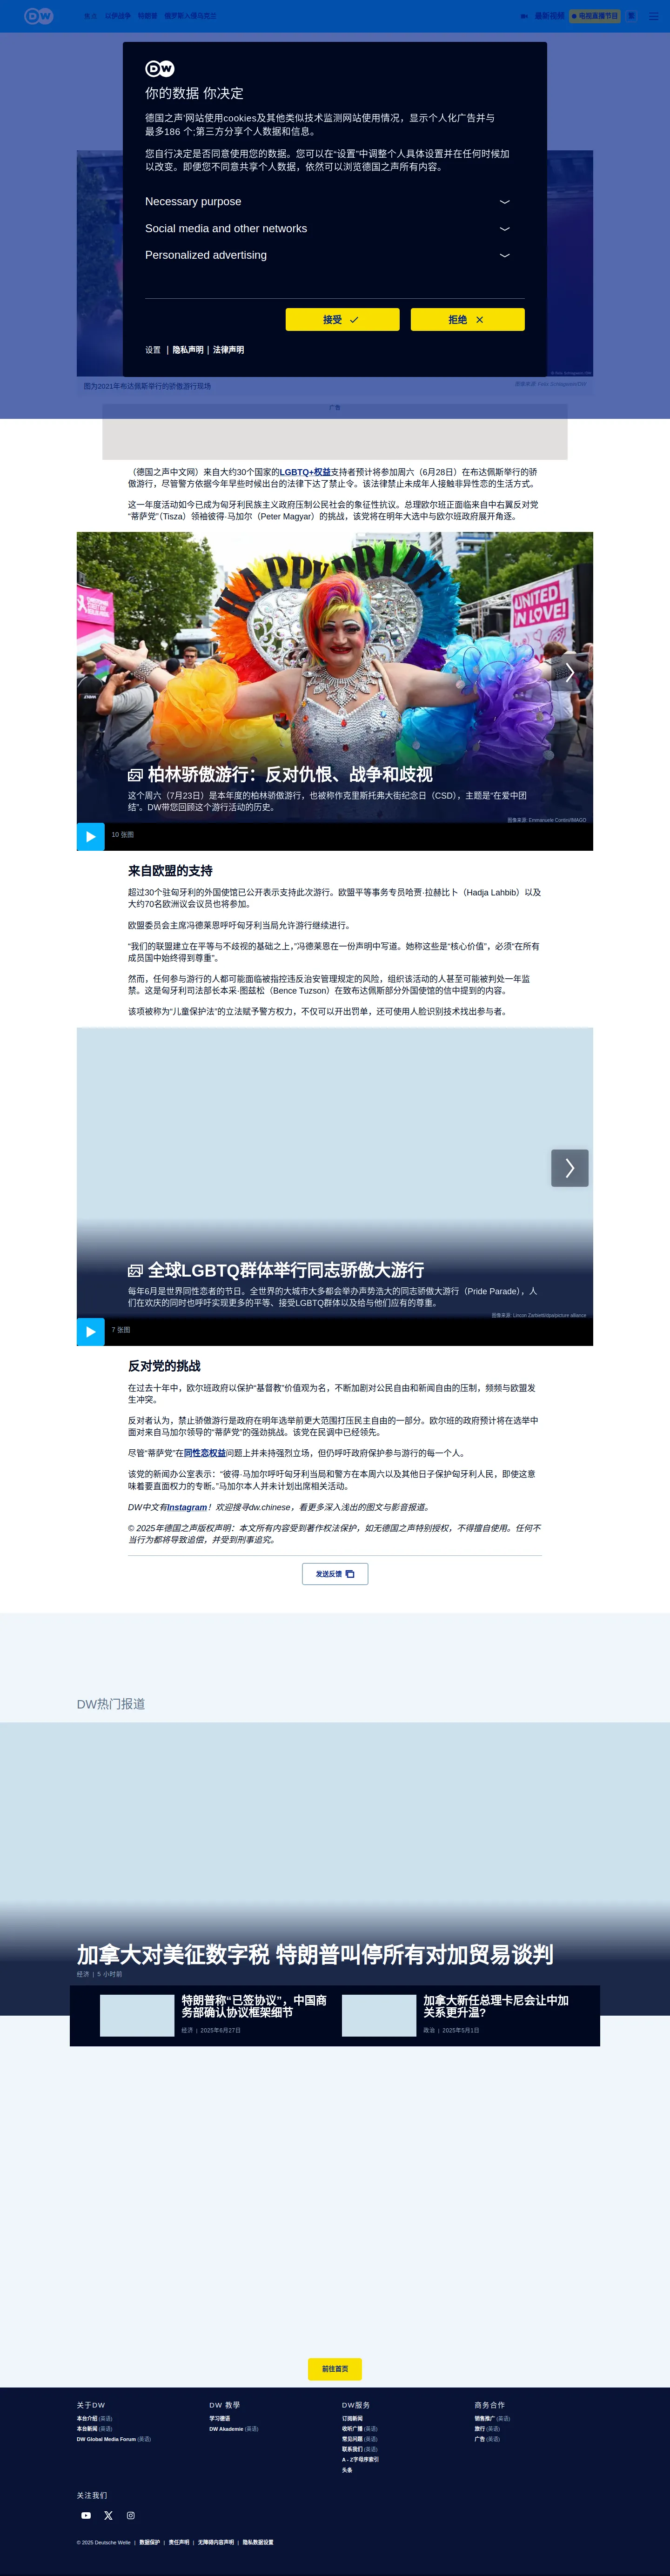 DW
焦点
以伊战争
特朗普
俄罗斯入侵乌克兰
最新视频
电视直播节目
繁
DW
你的数据 你决定
德国之声'网站使用cookies及其他类似技术监测网站使用情况，显示个人化广告并与
最多186 个;第三方分享个人数据和信息。
您自行决定是否同意使用您的数据。您可以在“设置”中调整个人具体设置并在任何时候加
以改变。即便您不同意共享个人数据，依然可以浏览德国之声所有内容。
Necessary purpose
Social media and other networks
Personalized advertising
接受
拒绝
设置 | 隐私声明 | 法律声明
图为2021年布达佩斯举行的骄傲游行现场
广告
（德国之声中文网）来自大约30个国家的LGBTQ+权益支持者预计将参加周六（6月28日）在布达佩斯举行的骄
傲游行，尽管警方依据今年早些时候出台的法律下达了禁止令。该法律禁止未成年人接触非异性恋的生活方式。
这一年度活动如今已成为匈牙利民族主义政府压制公民社会的象征性抗议。总理欧尔班正面临来自中右翼反对党
“蒂萨党”（Tisza）领袖彼得·马加尔（Peter Magyar）的挑战，该党将在明年大选中与欧尔班政府展开角逐。
HAPPY PRIDE
UNITED
IN LOVE!
柏林骄傲游行：反对仇恨、战争和歧视
这个周六（7月23日）是本年度的柏林骄傲游行，也被称作克里斯托弗大街纪念日（CSD），主题是“在爱中团
结”。DW带您回顾这个游行活动的历史。
图像来源: Emmanuele Contini/IMAGO
10 张图
来自欧盟的支持
超过30个驻匈牙利的外国使馆已公开表示支持此次游行。欧盟平等事务专员哈贾·拉赫比卜（Hadja Lahbib）以及
大约70名欧洲议会议员也将参加。
欧盟委员会主席冯德莱恩呼吁匈牙利当局允许游行继续进行。
“我们的联盟建立在平等与不歧视的基础之上，”冯德莱恩在一份声明中写道。她称这些是“核心价值”，必须“在所有
成员国中始终得到尊重”。
然而，任何参与游行的人都可能面临被指控违反治安管理规定的风险，组织该活动的人甚至可能被判处一年监
禁。这是匈牙利司法部长本采·图兹松（Bence Tuzson）在致布达佩斯部分外国使馆的信中提到的内容。
该项被称为“儿童保护法”的立法赋予警方权力，不仅可以开出罚单，还可使用人脸识别技术找出参与者。
全球LGBTQ群体举行同志骄傲大游行
每年6月是世界同性恋者的节日。全世界的大城市大多都会举办声势浩大的同志骄傲大游行（Pride Parade），人
们在欢庆的同时也呼吁实现更多的平等、接受LGBTQ群体以及给与他们应有的尊重。
图像来源: Lincon Zarbietti/dpa/picture alliance
7 张图
反对党的挑战
在过去十年中，欧尔班政府以保护“基督教”价值观为名，不断加剧对公民自由和新闻自由的压制，频频与欧盟发
生冲突。
反对者认为，禁止骄傲游行是政府在明年选举前更大范围打压民主自由的一部分。欧尔班的政府预计将在选举中
面对来自马加尔领导的“蒂萨党”的强劲挑战。该党在民调中已经领先。
尽管“蒂萨党”在同性恋权益问题上并未持强烈立场，但仍呼吁政府保护参与游行的每一个人。
该党的新闻办公室表示：“彼得·马加尔呼吁匈牙利当局和警方在本周六以及其他日子保护匈牙利人民，即使这意
味着要直面权力的专断。”马加尔本人并未计划出席相关活动。
DW中文有Instagram！欢迎搜寻dw.chinese，看更多深入浅出的图文与影音报道。
© 2025年德国之声版权声明：本文所有内容受到著作权法保护，如无德国之声特别授权，不得擅自使用。任何不
当行为都将导致追偿，并受到刑事追究。
发送反馈
DW热门报道
加拿大对美征数字税 特朗普叫停所有对加贸易谈判
经济 | 5 小时前
特朗普称“已签协议”，中国商
务部确认协议框架细节
经济 | 2025年6月27日
加拿大新任总理卡尼会让中加
关系更升温?
政治 | 2025年5月1日
前往首页
关于DW
本台介绍 (英语)
本台新闻 (英语)
DW Global Media Forum (英语)
DW 教學
学习德语
DW Akademie (英语)
DW服务
订阅新闻
收听广播 (英语)
常见问题 (英语)
联系我们 (英语)
A - Z字母序索引
头条
商务合作
销售推广 (英语)
旅行 (英语)
广告 (英语)
关注我们
© 2025 Deutsche Welle | 数据保护 | 责任声明 | 无障碍内容声明 | 隐私数据设置